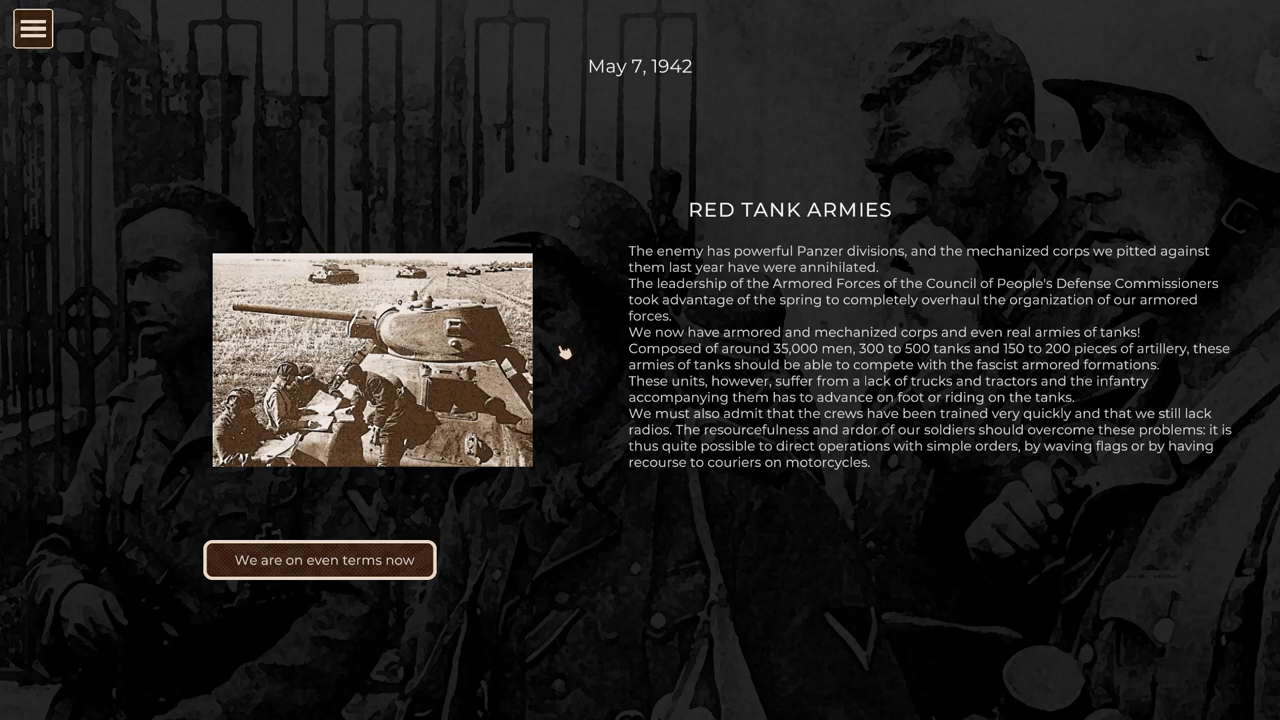 May 7, 1942
RED TANK ARMIES
The enemy has powerful Panzer divisions, and the mechanized corps we pitted against
them last year have were annihilated.
The leadership of the Armored Forces of the Council of People's Defense Commissioners
took advantage of the spring to completely overhaul the organization of our armored
forces.
We now have armored and mechanized corps and even real armies of tanks!
Composed of around 35,000 men, 300 to 500 tanks and 150 to 200 pieces of artillery, these
armies of tanks should be able to compete with the fascist armored formations.
These units, however, suffer from a lack of trucks and tractors and the infantry
accompanying them has to advance on foot or riding on the tanks.
We must also admit that the crews have been trained very quickly and that we still lack
radios. The resourcefulness and ardor of our soldiers should overcome these problems: it is
thus quite possible to direct operations with simple orders, by waving flags or by having
recourse to couriers on motorcycles.
We are on even terms now